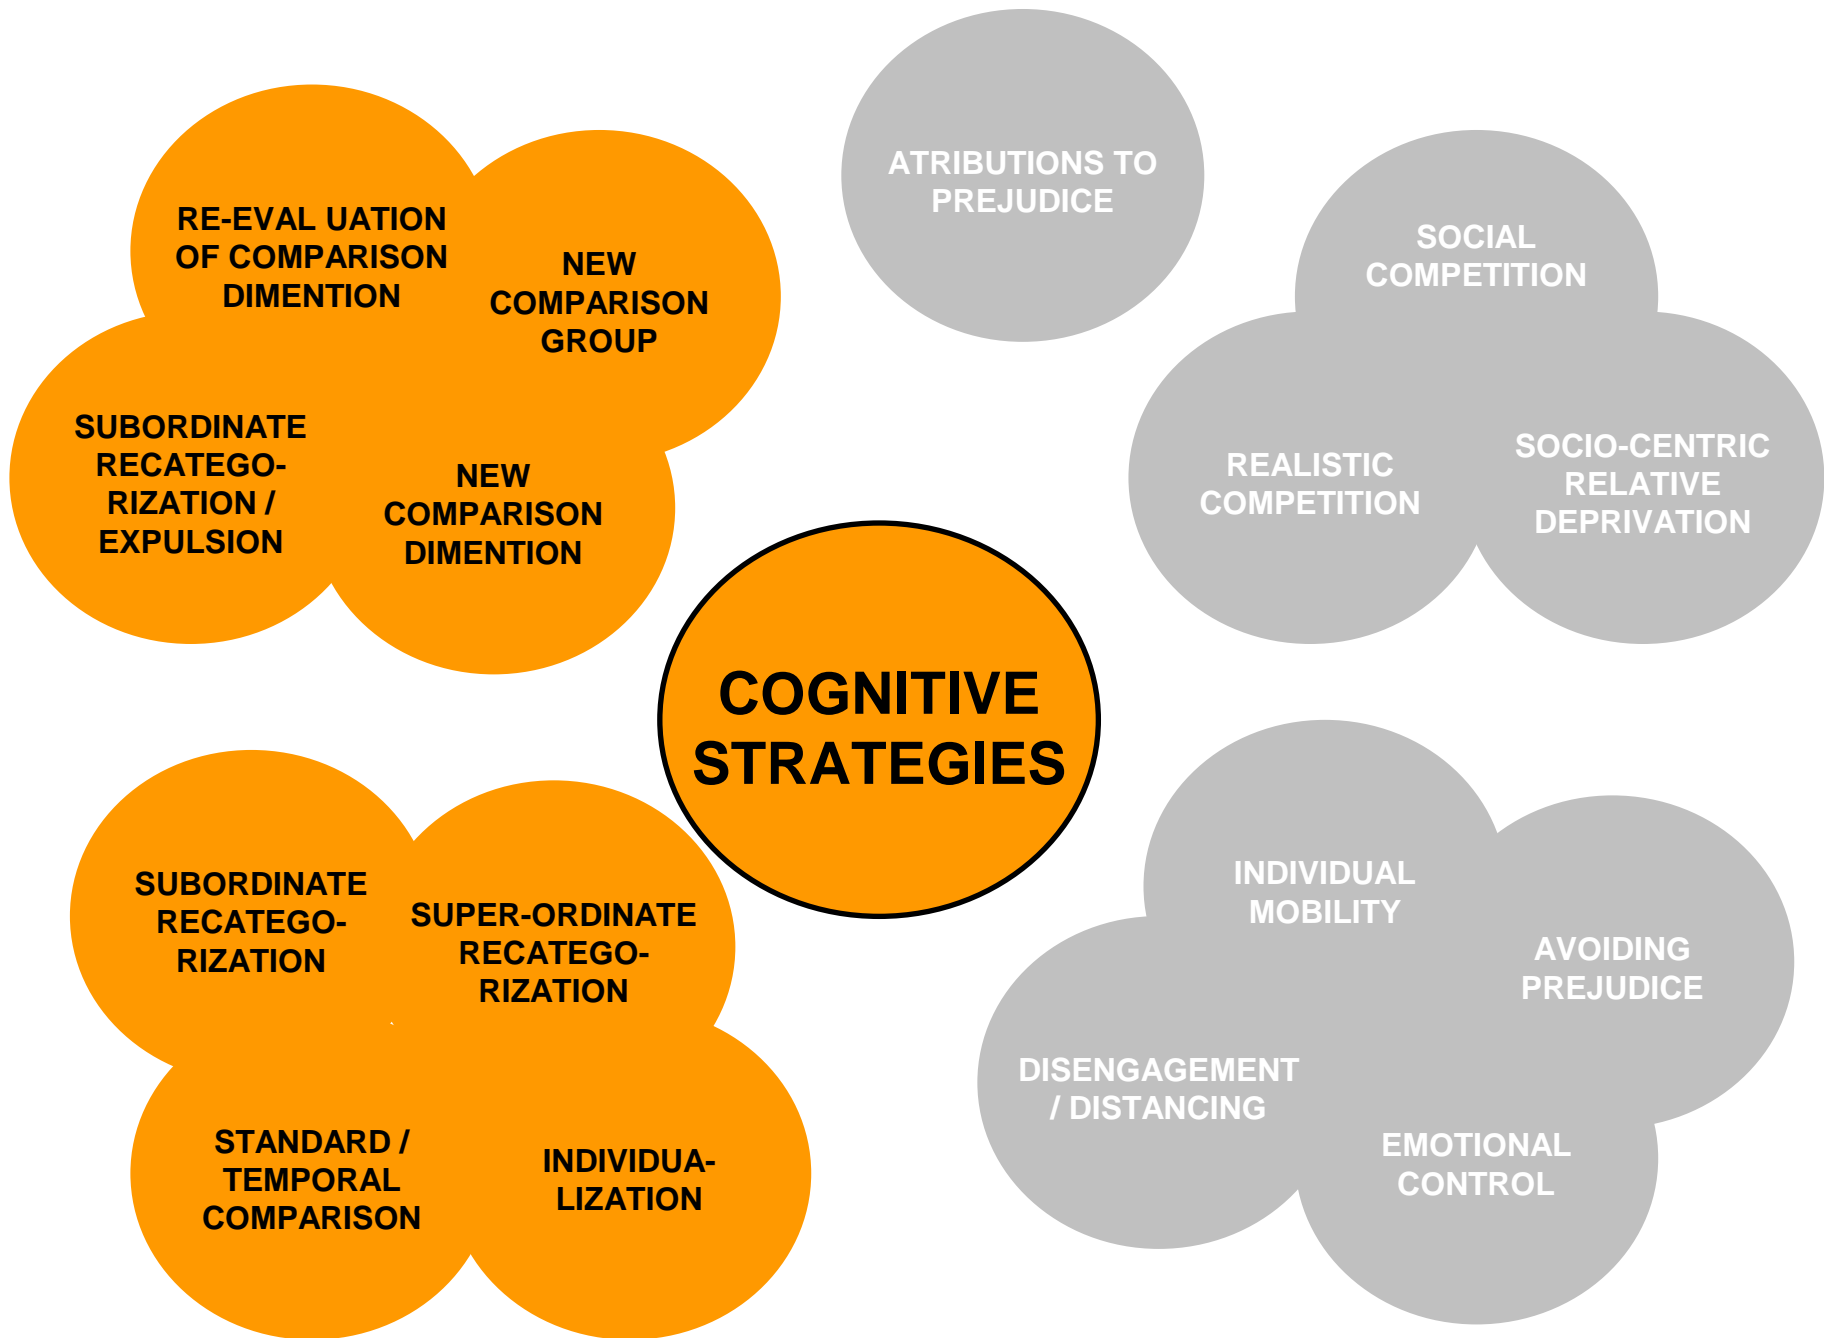 RE-EVAL UATION
OF COMPARISON
DIMENTION
NEW
COMPARISON
GROUP
SUBORDINATE
RECATEGO-
RIZATION /
EXPULSION
NEW
COMPARISON
DIMENTION
ATRIBUTIONS TO
PREJUDICE
SOCIAL
COMPETITION
REALISTIC
COMPETITION
SOCIO-CENTRIC
RELATIVE
DEPRIVATION
COGNITIVE
STRATEGIES
SUBORDINATE
RECATEGO-
RIZATION
SUPER-ORDINATE
RECATEGO-
RIZATION
STANDARD /
TEMPORAL
COMPARISON
INDIVIDUA-
LIZATION
INDIVIDUAL
MOBILITY
AVOIDING
PREJUDICE
DISENGAGEMENT
/ DISTANCING
EMOTIONAL
CONTROL